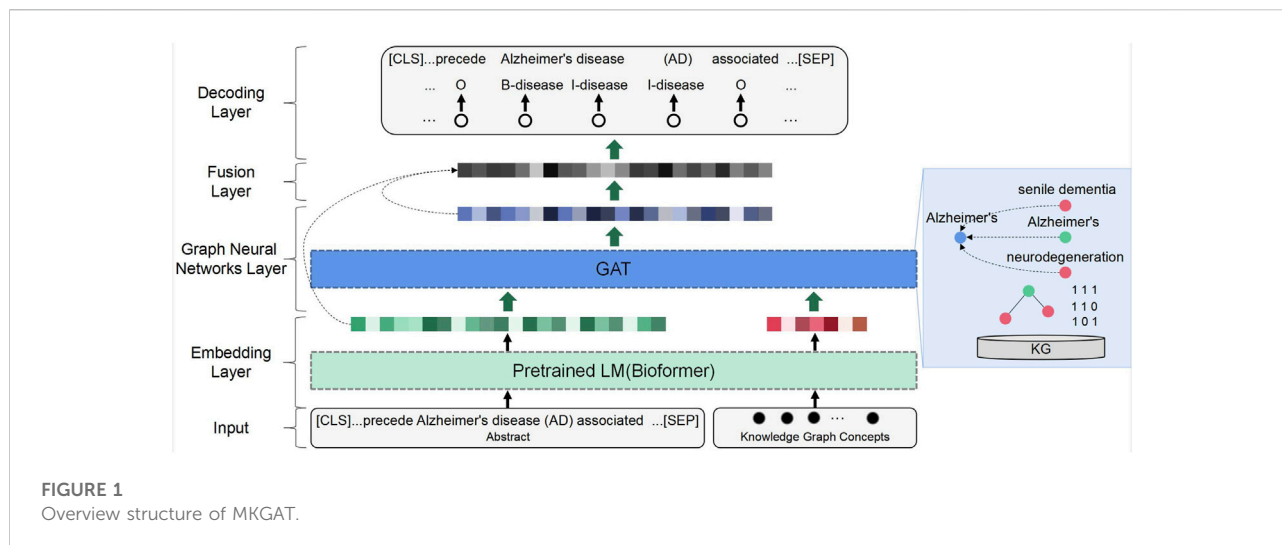 [CLS]...precede Alzheimer's disease (AD) associated ...[SEP]
... O B-disease I-disease I-disease O ...
... ...
Decoding
Layer
Fusion
Layer
Graph Neural
Networks Layer
GAT
Embedding
Layer
Pretrained LM(Bioformer)
Input
[CLS]...precede Alzheimer's disease (AD) associated ...[SEP]
Abstract
...
Knowledge Graph Concepts
senile dementia
Alzheimer's
Alzheimer's
neurodegeneration
1 1 1
1 1 0
1 0 1
KG
FIGURE 1
Overview structure of MKGAT.